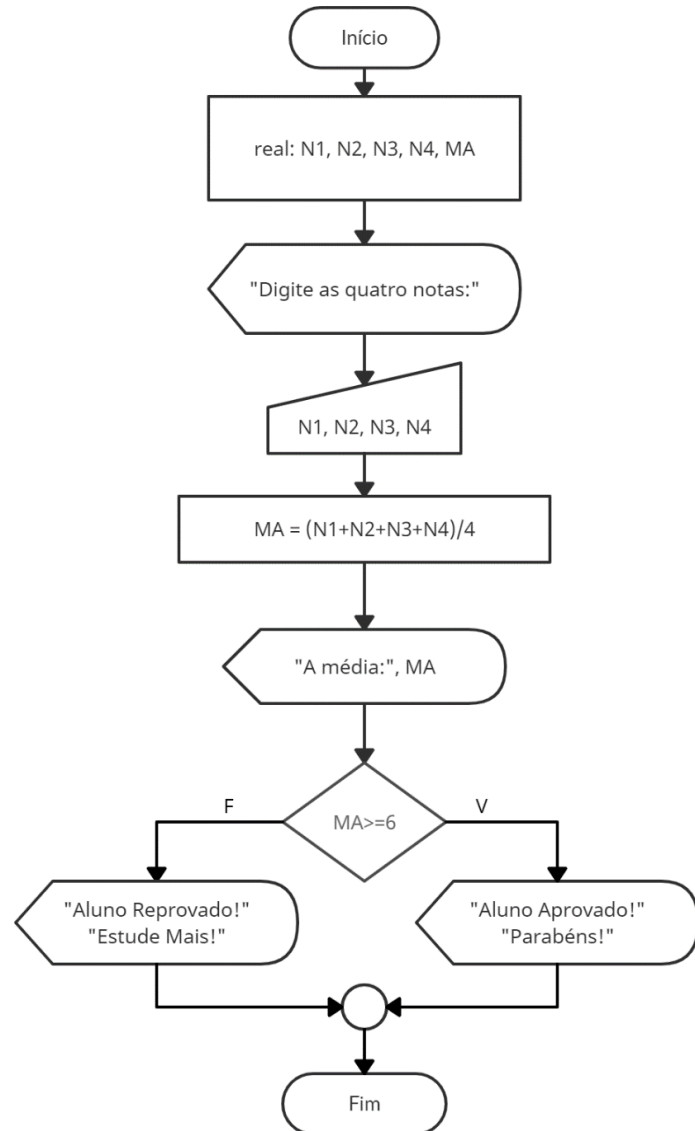 Início
real: N1, N2, N3, N4, MA
"Digite as quatro notas:"
N1, N2, N3, N4
MA = (N1+N2+N3+N4)/4
"A média:", MA
MA>=6
F
V
"Aluno Reprovado!"
"Estude Mais!"
"Aluno Aprovado!"
"Parabéns!"
Fim